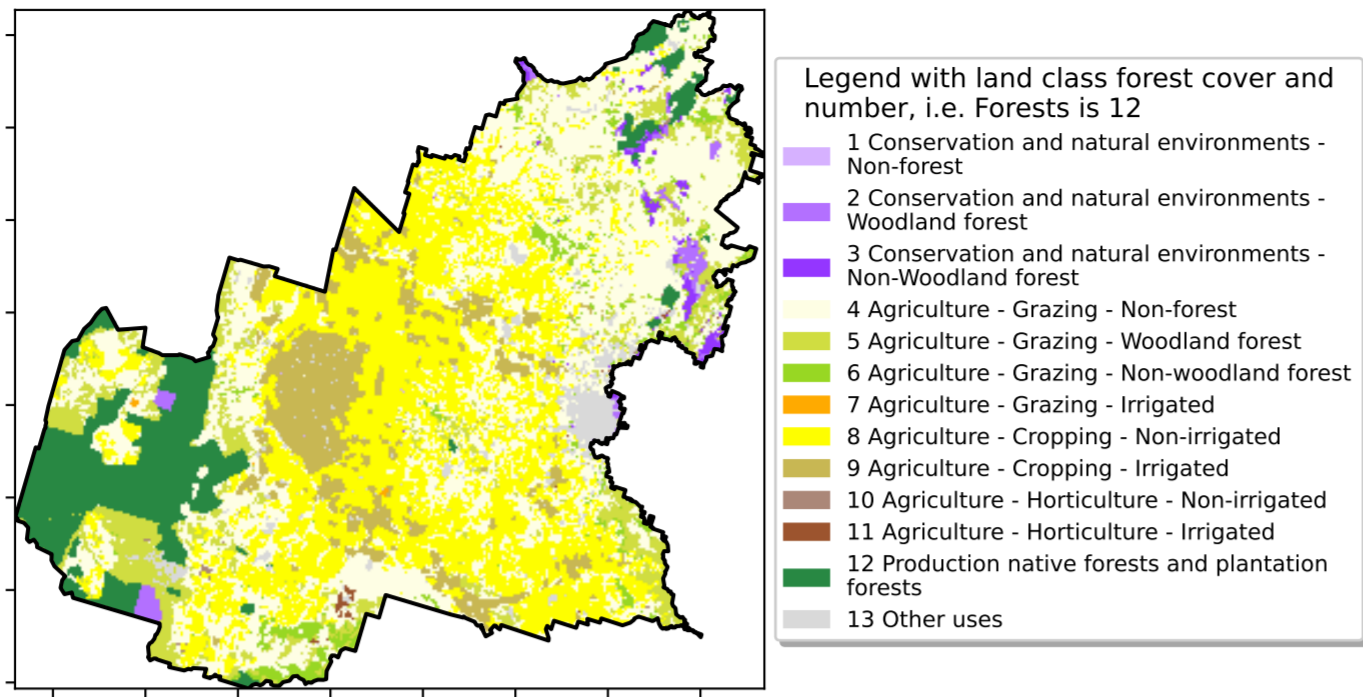 Legend with land class forest cover and
number, i.e. Forests is 12
1 Conservation and natural environments -
Non-forest
2 Conservation and natural environments -
Woodland forest
3 Conservation and natural environments -
Non-Woodland forest
4 Agriculture - Grazing - Non-forest
5 Agriculture - Grazing - Woodland forest
6 Agriculture - Grazing - Non-woodland forest
7 Agriculture - Grazing - Irrigated
8 Agriculture - Cropping - Non-irrigated
9 Agriculture - Cropping - Irrigated
10 Agriculture - Horticulture - Non-irrigated
11 Agriculture - Horticulture - Irrigated
12 Production native forests and plantation
forests
13 Other uses